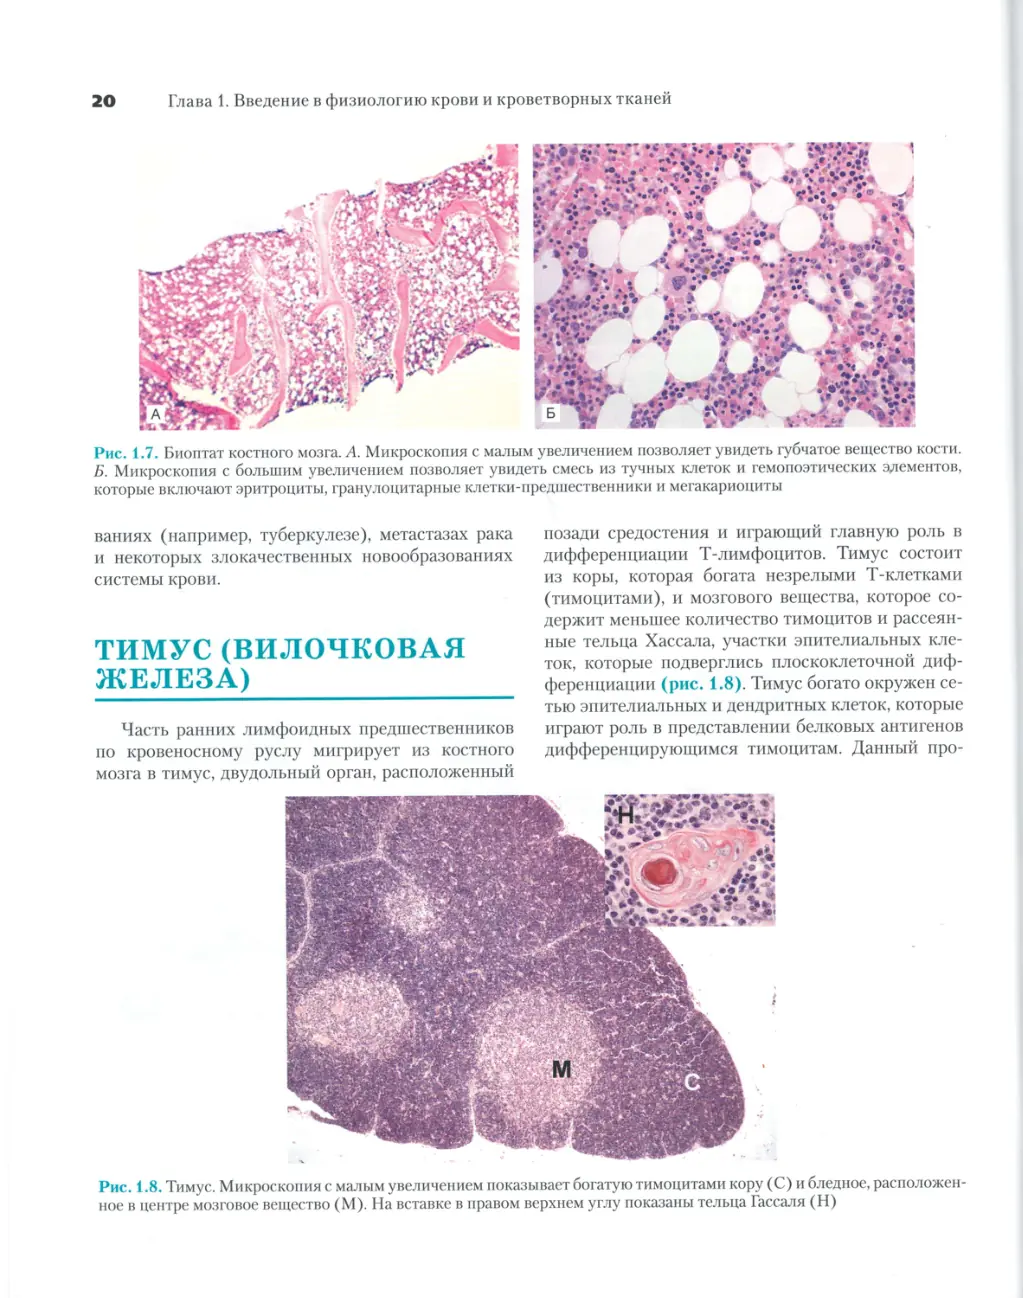 20 Глава 1. Введение в физиологию крови и кроветворных тканей
А
Б
Рис. 1.7. Биоптат костного мозга. А. Микроскопия с малым увеличением позволяет увидеть губчатое вещество кости.
Б. Микроскопия с большим увеличением позволяет увидеть смесь из тучных клеток и гемопоэтических элементов,
которые включают эритроциты, гранулоцитарные клетки-предшественники и мегакариоциты
ваниях (например, туберкулезе), метастазах рака
и некоторых злокачественных новообразованиях
системы крови.
ТИМУС (ВИЛОЧКОВАЯ
ЖЕЛЕЗА)
Часть ранних лимфоидных предшественников
по кровеносному руслу мигрирует из костного
мозга в тимус, двудольный орган, расположенный
позади средостения и играющий главную роль в
дифференциации Т-лимфоцитов. Тимус состоит
из коры, которая богата незрелыми Т-клетками
(тимоцитами), и мозгового вещества, которое со-
держит меньшее количество тимоцитов и рассеян-
ные тельца Хассала, участки эпителиальных кле-
ток, которые подверглись плоскоклеточной диф-
ференциации (рис. 1.8). Тимус богато окружен се-
тью эпителиальных и дендритных клеток, которые
играют роль в представлении белковых антигенов
дифференцирующимся тимоцитам. Данный про-
H
M
C
Рис. 1.8. Тимус. Микроскопия с малым увеличением показывает богатую тимоцитами кору (С) и бледное, расположен-
ное в центре мозговое вещество (М). На вставке в правом верхнем углу показаны тельца Гассаля (Н)